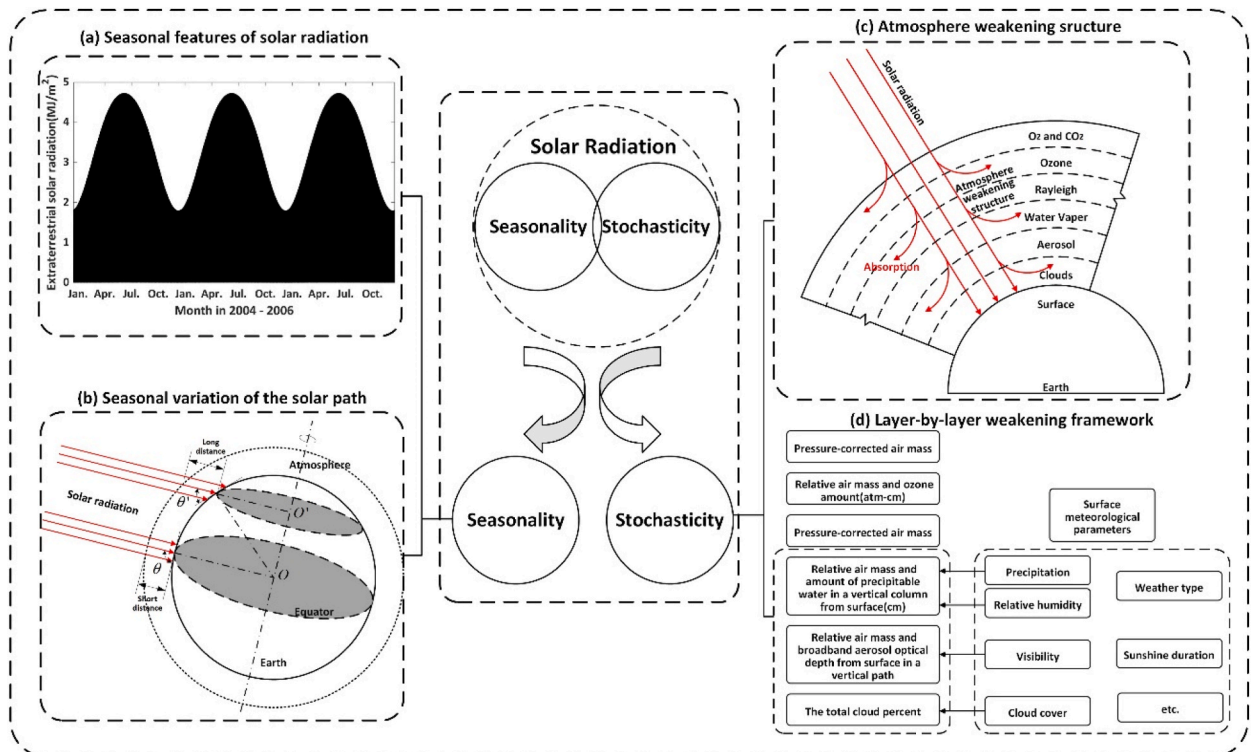 (a) Seasonal features of solar radiation
Extraterrestrial solar radiation(MJ/m²)
5
4
3
2
1
0
Jan. Apr. Jul. Oct. Jan. Apr. Jul. Oct. Jan. Apr. Jul. Oct.
Month in 2004 - 2006
(b) Seasonal variation of the solar path
Long
distance
Atmosphere
θ'
Solar radiation
O'
θ
O
Short
distance
Equator
Earth
Solar Radiation
Seasonality
Stochasticity
Seasonality
Stochasticity
(c) Atmosphere weakening sructure
Solar radiation
O2 and CO2
Ozone
Atmosphere
weakening
structure
Rayleigh
Water Vaper
Aerosol
Absorption
Clouds
Surface
Earth
(d) Layer-by-layer weakening framework
Pressure-corrected air mass
Relative air mass and ozone
amount(atm-cm)
Pressure-corrected air mass
Relative air mass and
amount of precipitable
water in a vertical column
from surface(cm)
Relative air mass and
broadband aerosol optical
depth from surface in a
vertical path
The total cloud percent
Surface
meteorological
parameters
Precipitation
Relative humidity
Visibility
Cloud cover
Weather type
Sunshine duration
etc.